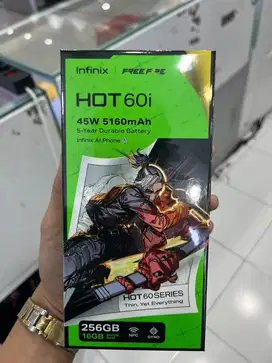 Infinix FREE FIRE
HOT 60i
45W 5160mAh
5-Year Durable Battery
Infinix AI Phone
HOT 60 SERIES
Thin. Yet Everything
256GB
16GB
NFC